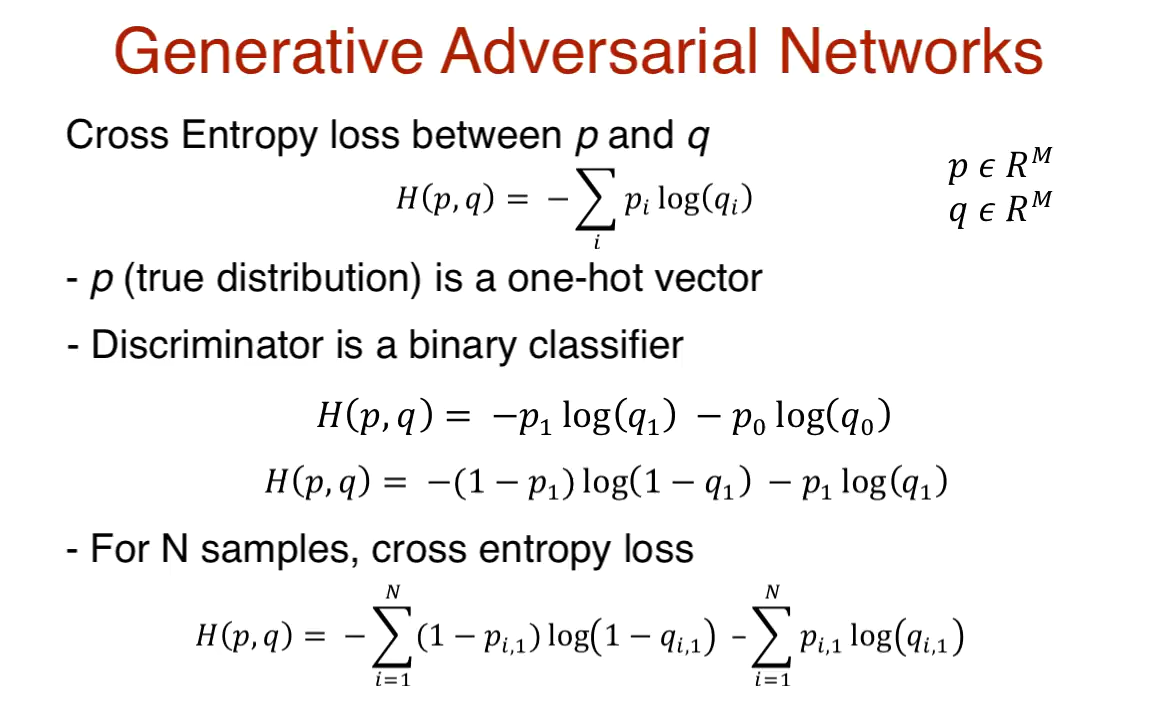 Generative Adversarial Networks
Cross Entropy loss between p and q
p ϵ R^M
H(p, q) = − ∑_i p_i log(q_i)
q ϵ R^M
- p (true distribution) is a one-hot vector
- Discriminator is a binary classifier
H(p, q) = −p_1 log(q_1) − p_0 log(q_0)
H(p, q) = −(1 − p_1) log(1 − q_1) − p_1 log(q_1)
- For N samples, cross entropy loss
H(p, q) = − ∑_{i=1}^{N} (1 − p_{i,1}) log(1 − q_{i,1}) – ∑_{i=1}^{N} p_{i,1} log(q_{i,1})